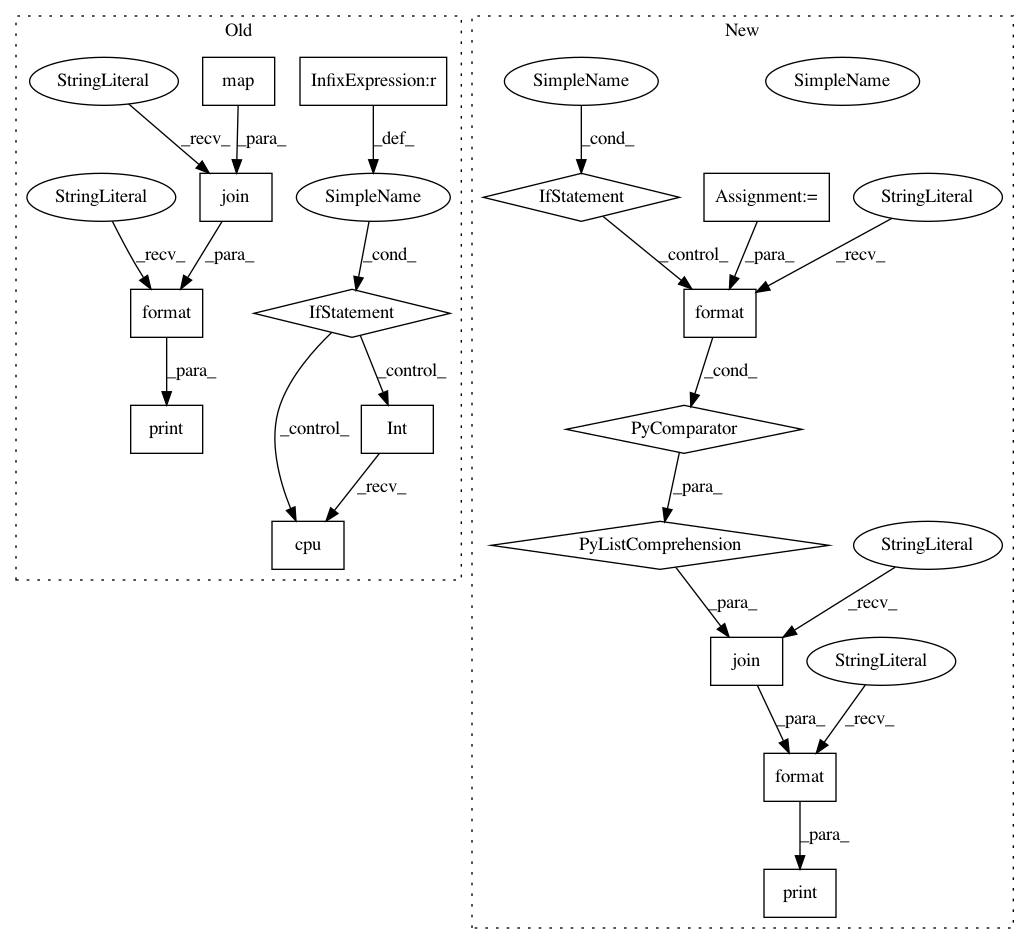 Old
New
StringLiteral
map
InfixExpression:r
SimpleName
SimpleName
_recv_
_para_
_def_
_cond_
StringLiteral
join
SimpleName
IfStatement
Assignment:=
StringLiteral
_recv_
_para_
_cond_
_control_
_para_
_recv_
format
IfStatement
format
_para_
_control_
_cond_
print
_control_
Int
PyComparator
_recv_
_para_
cpu
PyListComprehension
StringLiteral
_para_
_recv_
join
StringLiteral
_para_
_recv_
format
_para_
print